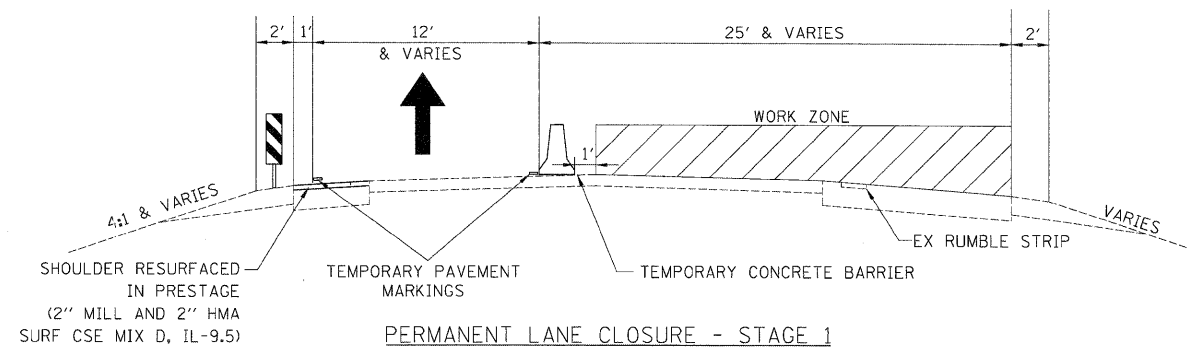 2' 1' 12' 25' & VARIES 2'
& VARIES
WORK ZONE
1'
4:1 & VARIES
VARIES
EX RUMBLE STRIP
SHOULDER RESURFACED
IN PRESTAGE
(2" MILL AND 2" HMA
SURF CSE MIX D, IL-9.5)
TEMPORARY PAVEMENT
MARKINGS
TEMPORARY CONCRETE BARRIER
PERMANENT LANE CLOSURE - STAGE 1